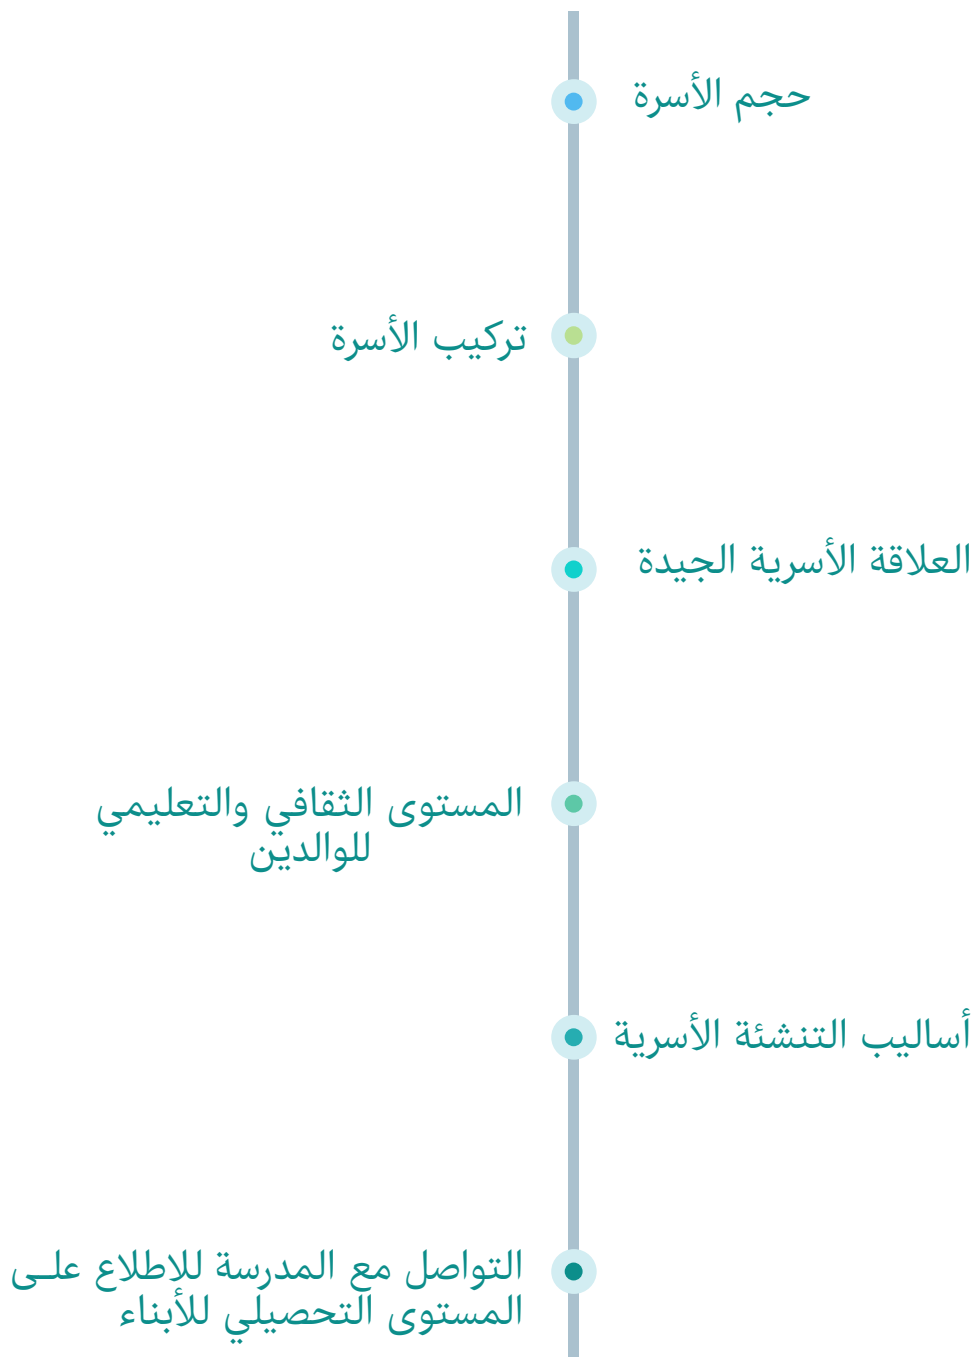 حجم الأسرة
تركيب الأسرة
العلاقة الأسرية الجيدة
المستوى الثقافي والتعليمي
للوالدين
أساليب التنشئة الأسرية
التواصل مع المدرسة للاطلاع علـى
المستوى التحصيلي للأبناء